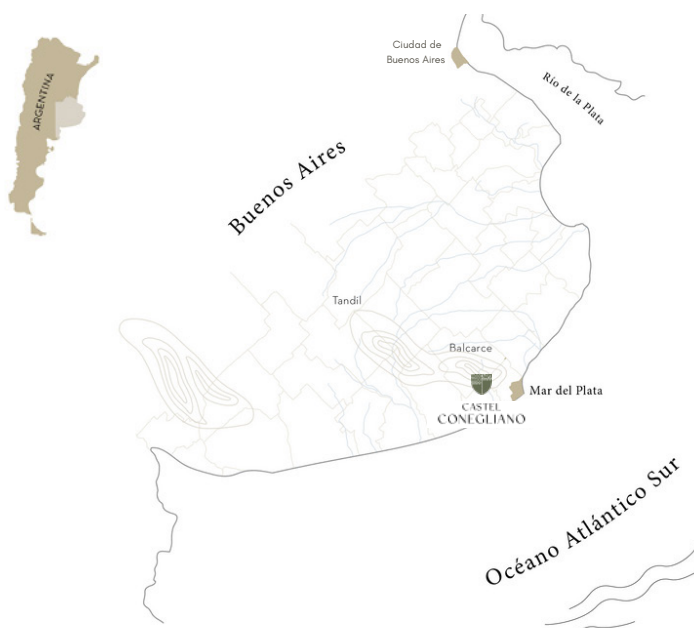 ARGENTINA
Ciudad de
Buenos Aires
Río de la Plata
Buenos Aires
Tandil
Balcarce
Mar del Plata
CASTEL
CONEGLIANO
Océano Atlántico Sur